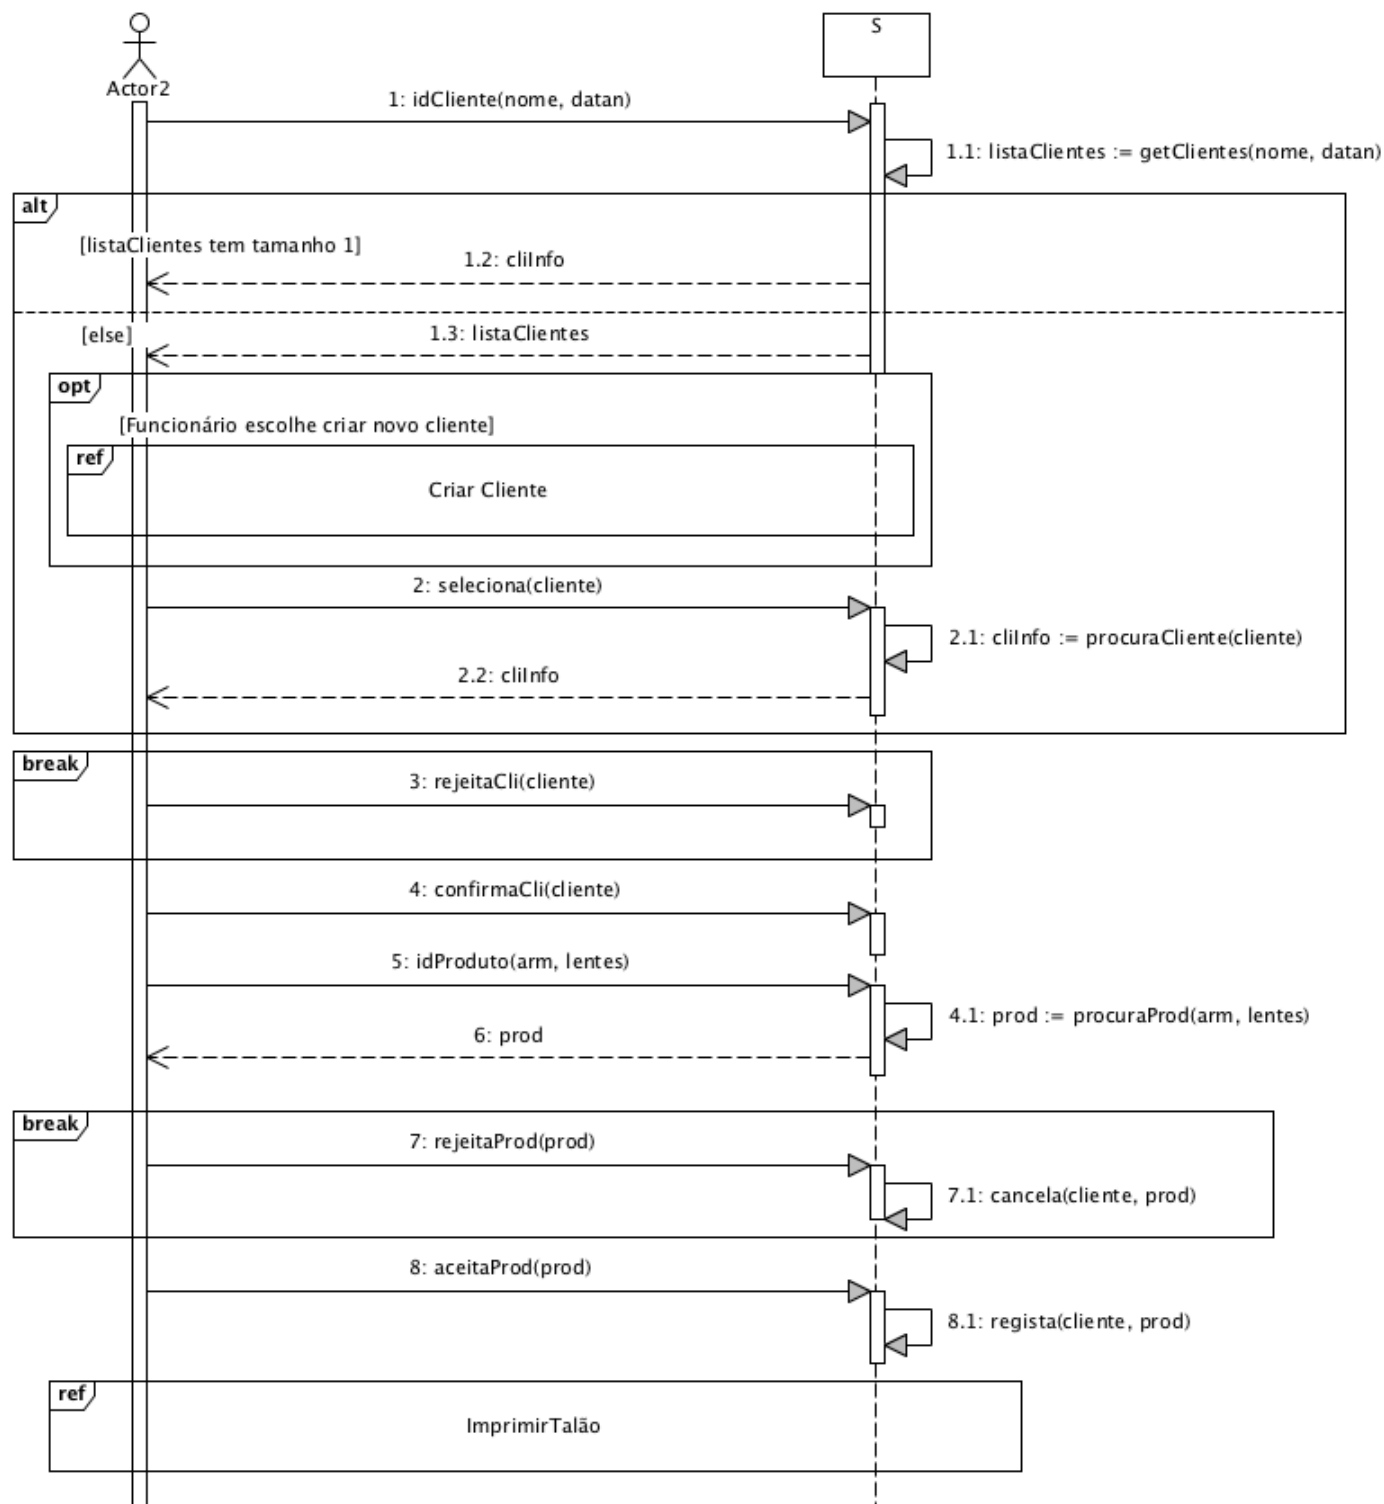 S
Actor2
1: idCliente(nome, datan)
1.1: listaClientes := getClientes(nome, datan)
alt
[listaClientes tem tamanho 1]
1.2: cliInfo
[else]
1.3: listaClientes
opt
[Funcionário escolhe criar novo cliente]
ref
Criar Cliente
2: seleciona(cliente)
2.1: cliInfo := procuraCliente(cliente)
2.2: cliInfo
break
3: rejeitaCli(cliente)
4: confirmaCli(cliente)
5: idProduto(arm, lentes)
4.1: prod := procuraProd(arm, lentes)
6: prod
break
7: rejeitaProd(prod)
7.1: cancela(cliente, prod)
8: aceitaProd(prod)
8.1: regista(cliente, prod)
ref
ImprimirTalão